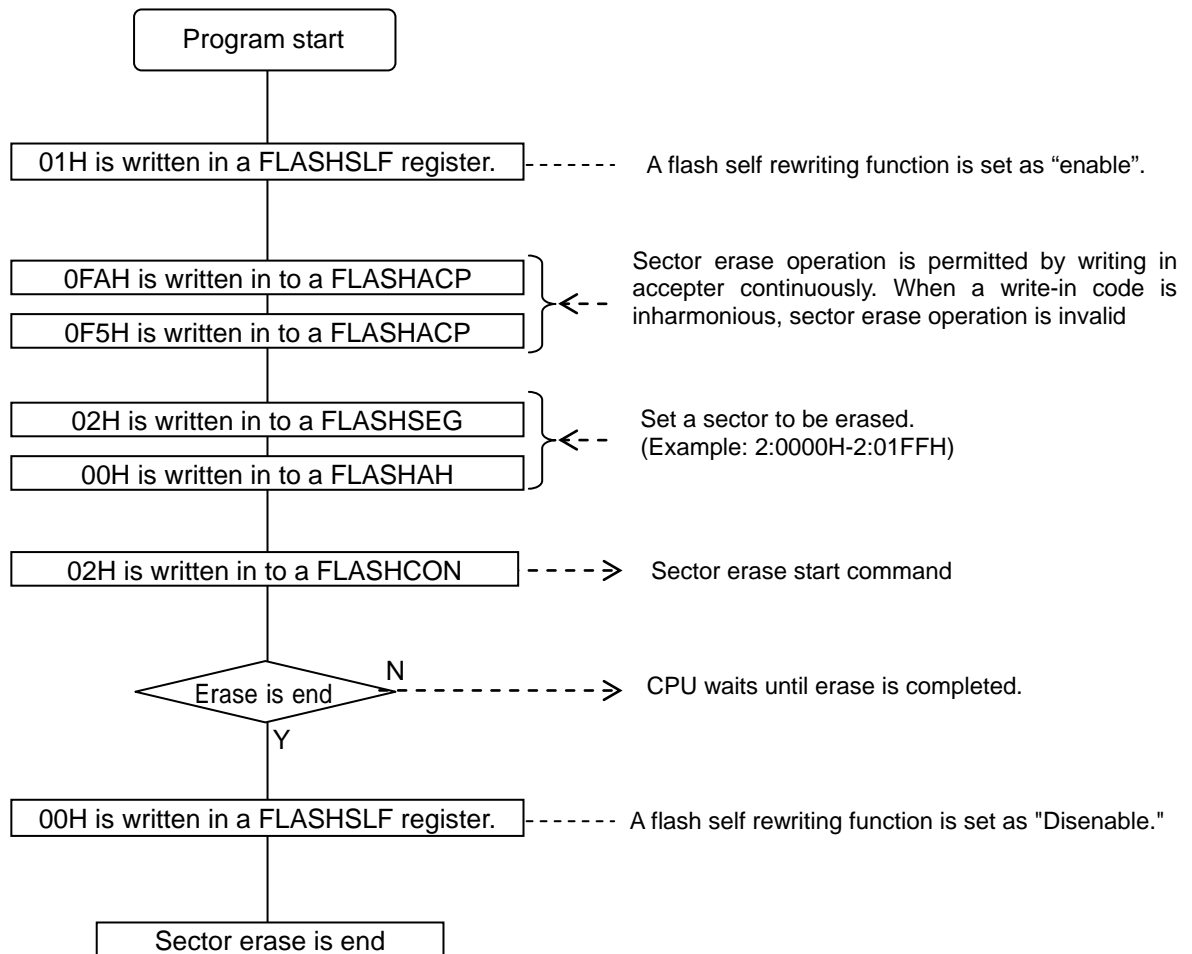 Program start
01H is written in a FLASHSLF register.
A flash self rewriting function is set as “enable”.
0FAH is written in to a FLASHACP
0F5H is written in to a FLASHACP
Sector erase operation is permitted by writing in
accepter continuously. When a write-in code is
inharmonious, sector erase operation is invalid
02H is written in to a FLASHSEG
00H is written in to a FLASHAH
Set a sector to be erased.
(Example: 2:0000H-2:01FFH)
02H is written in to a FLASHCON
Sector erase start command
Erase is end
N
CPU waits until erase is completed.
Y
00H is written in a FLASHSLF register.
A flash self rewriting function is set as "Disenable."
Sector erase is end